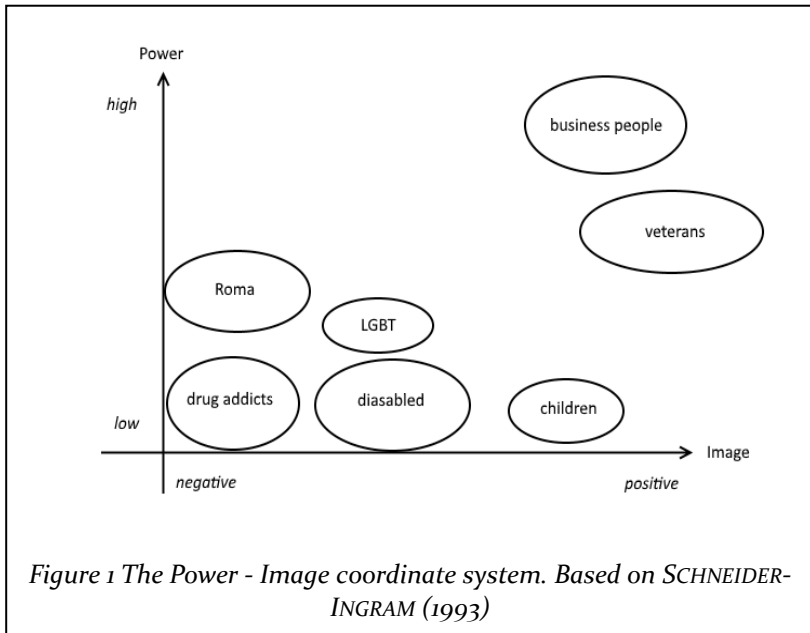 Power
high
business people
veterans
Roma
LGBT
drug addicts
diasabled
children
low
Image
negative
positive
Figure 1 The Power - Image coordinate system. Based on SCHNEIDER-
INGRAM (1993)